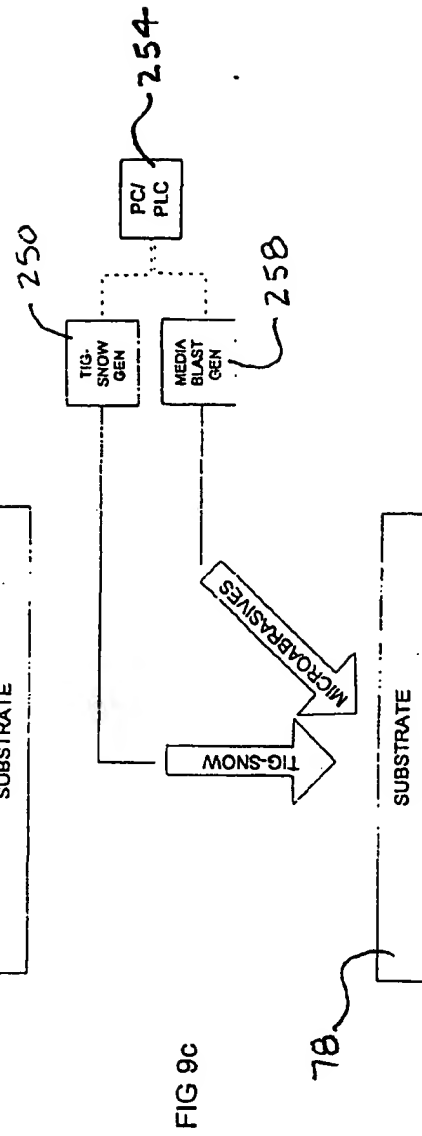 SUBSTRATE
FIG 9c
250
TIG-
SNOW
GEN
PC/
PLC
254
MEDIA
BLAST
GEN
258
TIG-SNOW
MICROABRASIVES
SUBSTRATE
78